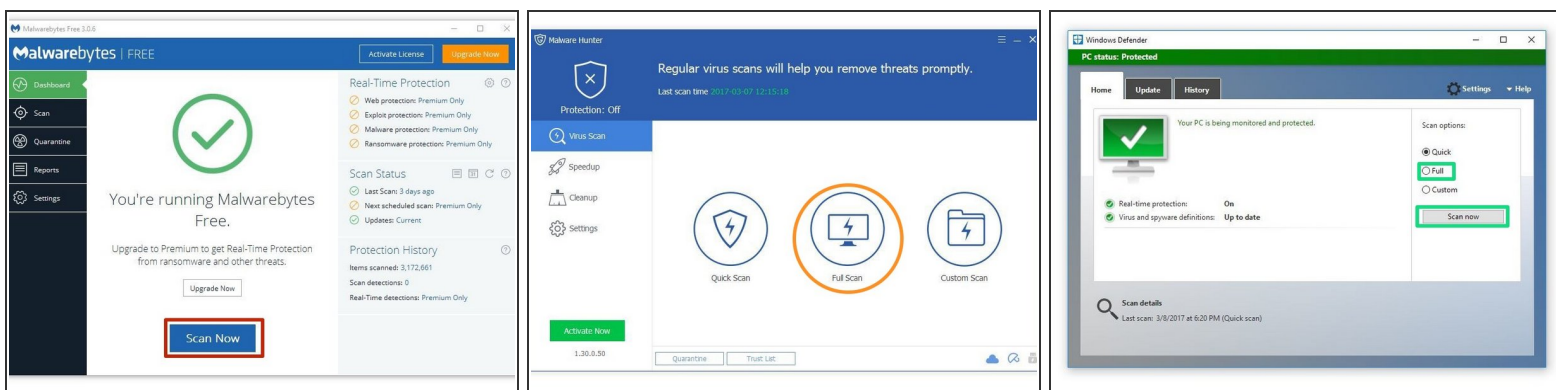 Malwarebytes Free 3.0.6
Malwarebytes | FREE
Activate License
Upgrade Now
Dashboard
Scan
Quarantine
Reports
Settings
You're running Malwarebytes
Free.
Upgrade to Premium to get Real-Time Protection
from ransomware and other threats.
Upgrade Now
Scan Now
Real-Time Protection
Web protection: Premium Only
Exploit protection: Premium Only
Malware protection: Premium Only
Ransomware protection: Premium Only
Scan Status
Last Scan: 3 days ago
Next scheduled scan: Premium Only
Updates: Current
Protection History
Items scanned: 3,172,661
Scan detections: 0
Real-Time detections: Premium Only
Malware Hunter
Protection: Off
Regular virus scans will help you remove threats promptly.
Last scan time 2017-03-07 12:15:18
Virus Scan
Speedup
Cleanup
Settings
Quick Scan
Full Scan
Custom Scan
Activate Now
1.30.0.50
Quarantine
Trust List
Windows Defender
PC status: Protected
Home
Update
History
Settings
Help
Your PC is being monitored and protected.
Real-time protection: On
Virus and spyware definitions: Up to date
Scan options:
Quick
Full
Custom
Scan now
Scan details
Last scan: 3/8/2017 at 6:20 PM (Quick scan)